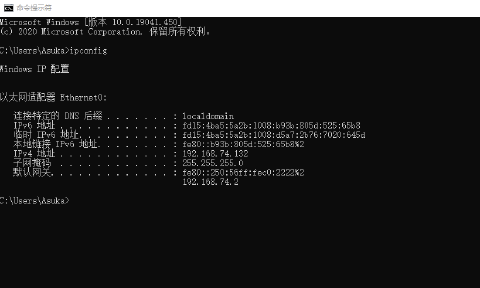 命令提示符
Microsoft Windows [版本 10.0.19041.450]
(c) 2020 Microsoft Corporation. 保留所有权利。
C:\Users\Asuka>ipconfig
Windows IP 配置
以太网适配器 Ethernet0:
连接特定的 DNS 后缀 . . . . . . . : localdomain
IPv6 地址 . . . . . . . . . . . . : fd15:4ba5:5a2b:1008:b93b:805d:525:65b8
临时 IPv6 地址. . . . . . . . . . : fd15:4ba5:5a2b:1008:d5a7:2b76:7020:645d
本地链接 IPv6 地址. . . . . . . . : fe80::b93b:805d:525:65b8%2
IPv4 地址 . . . . . . . . . . . . : 192.168.74.132
子网掩码 . . . . . . . . . . . . : 255.255.255.0
默认网关. . . . . . . . . . . . . : fe80::250:56ff:fec0:2222%2
192.168.74.2
C:\Users\Asuka>